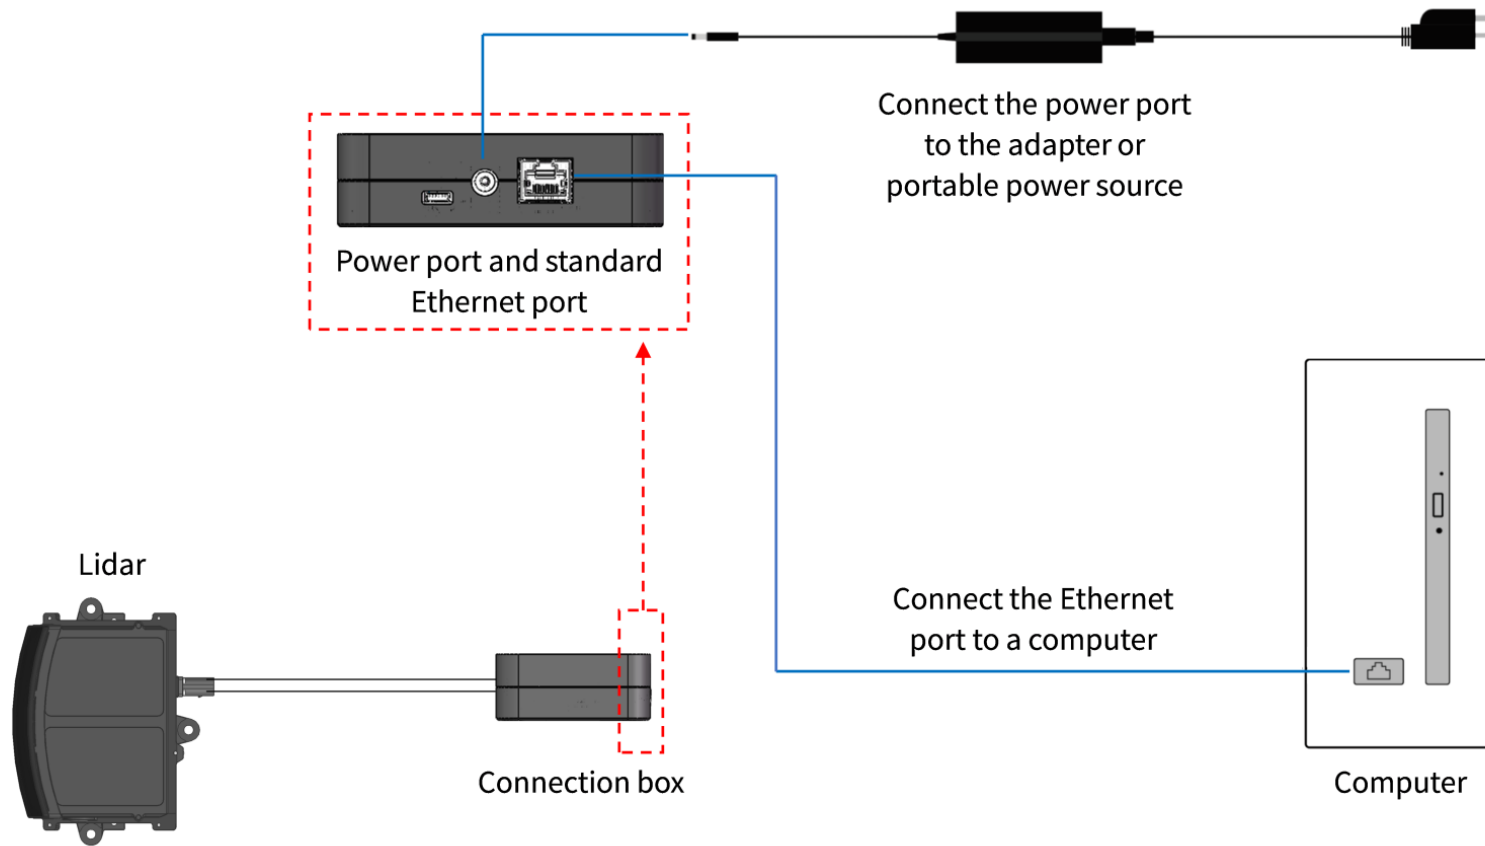 Connect the power port
to the adapter or
portable power source
Power port and standard
Ethernet port
Lidar
Connect the Ethernet
port to a computer
Connection box
Computer